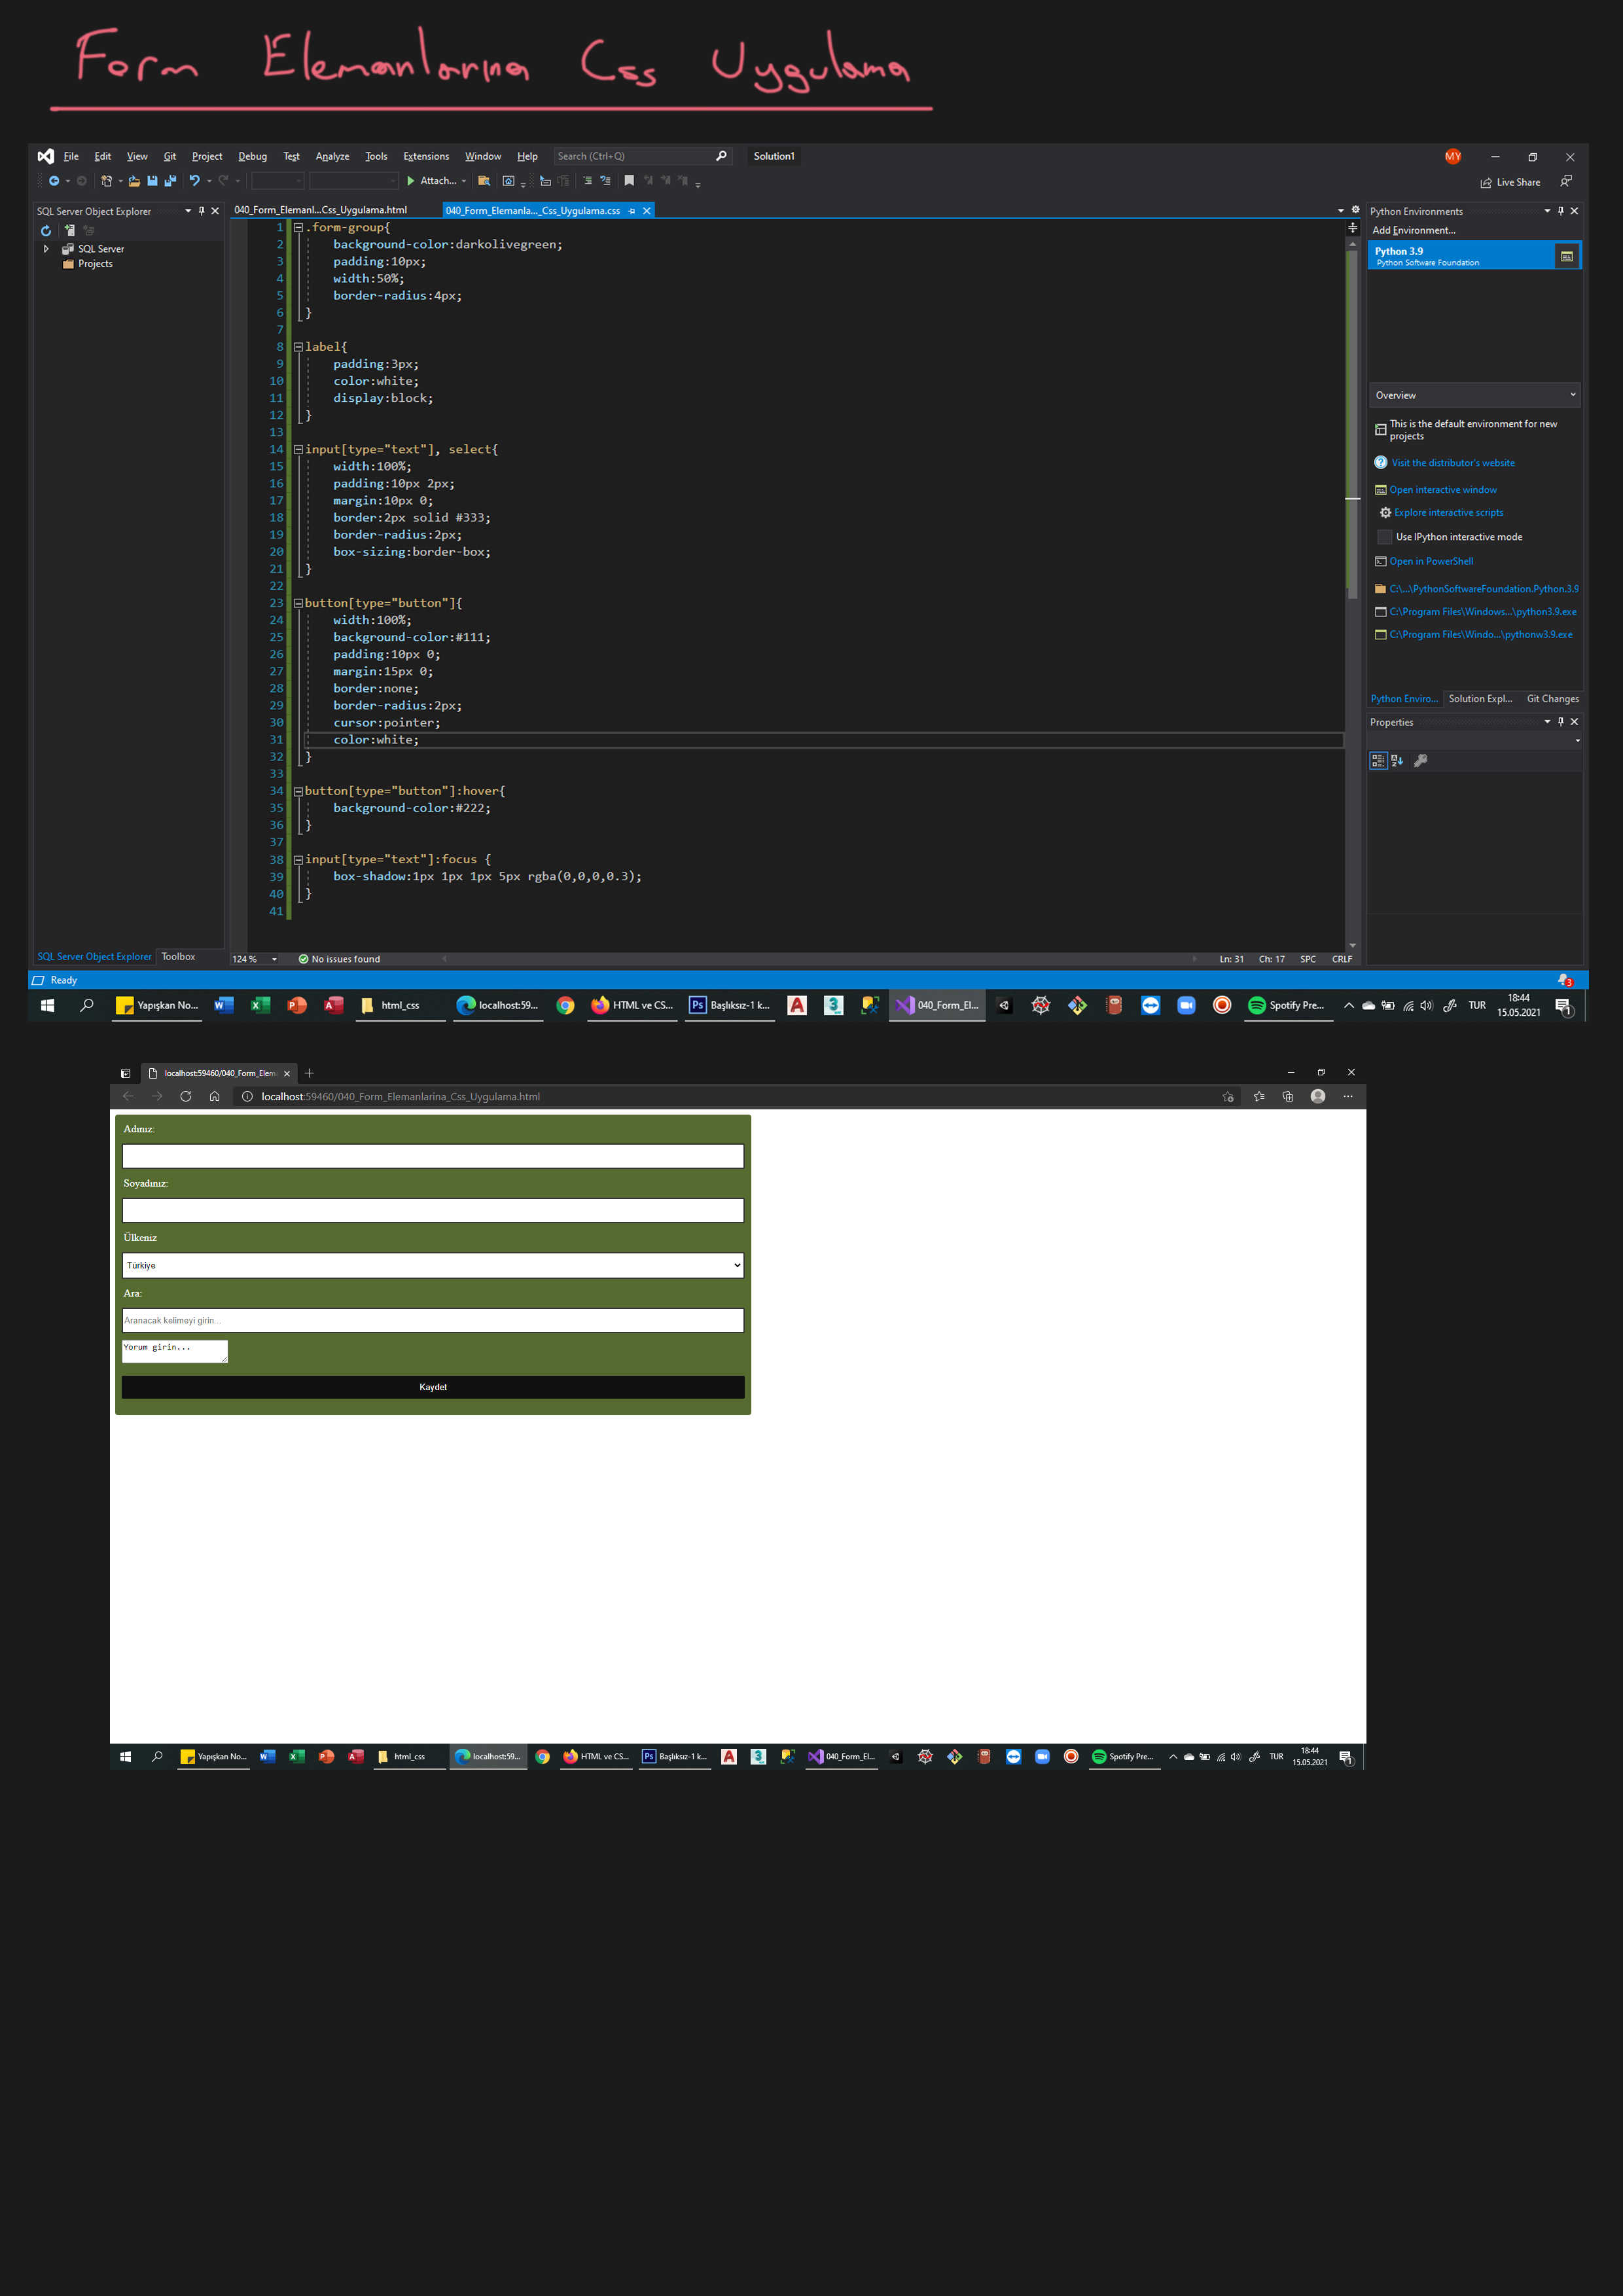 Form Elemanlarına Css Uygulama
File Edit View Git Project Debug Test Analyze Tools Extensions Window Help Search (Ctrl+Q) Solution1 MY
Attach... Live Share
SQL Server Object Explorer
SQL Server
Projects
040_Form_Elemanl...Css_Uygulama.html 040_Form_Elemanla..._Css_Uygulama.css
1 .form-group{
2 background-color:darkolivegreen;
3 padding:10px;
4 width:50%;
5 border-radius:4px;
6 }
7
8 label{
9 padding:3px;
10 color:white;
11 display:block;
12 }
13
14 input[type="text"], select{
15 width:100%;
16 padding:10px 2px;
17 margin:10px 0;
18 border:2px solid #333;
19 border-radius:2px;
20 box-sizing:border-box;
21 }
22
23 button[type="button"]{
24 width:100%;
25 background-color:#111;
26 padding:10px 0;
27 margin:15px 0;
28 border:none;
29 border-radius:2px;
30 cursor:pointer;
31 color:white;
32 }
33
34 button[type="button"]:hover{
35 background-color:#222;
36 }
37
38 input[type="text"]:focus {
39 box-shadow:1px 1px 1px 5px rgba(0,0,0,0.3);
40 }
41
Python Environments
Add Environment...
Python 3.9
Python Software Foundation
Overview
This is the default environment for new
projects
Visit the distributor's website
Open interactive window
Explore interactive scripts
Use IPython interactive mode
Open in PowerShell
C:\...\PythonSoftwareFoundation.Python.3.9
C:\Program Files\Windows...\python3.9.exe
C:\Program Files\Windo...\pythonw3.9.exe
Python Enviro... Solution Expl... Git Changes
Properties
SQL Server Object Explorer Toolbox
124 % No issues found Ln: 31 Ch: 17 SPC CRLF
Ready 3
Yapışkan No... html_css localhost:59... HTML ve CS... Ps Başlıksız-1 k... 040_Form_El... Spotify Pre... TUR 18:44
15.05.2021 1
localhost:59460/040_Form_Elem
localhost:59460/040_Form_Elemanlarina_Css_Uygulama.html
Adınız:
Soyadınız:
Ülkeniz
Türkiye
Ara:
Aranacak kelimeyi girin...
Yorum girin...
Kaydet
Yapışkan No... html_css localhost:59... HTML ve CS... Ps Başlıksız-1 k... 040_Form_El... Spotify Pre... TUR 18:44
15.05.2021 1